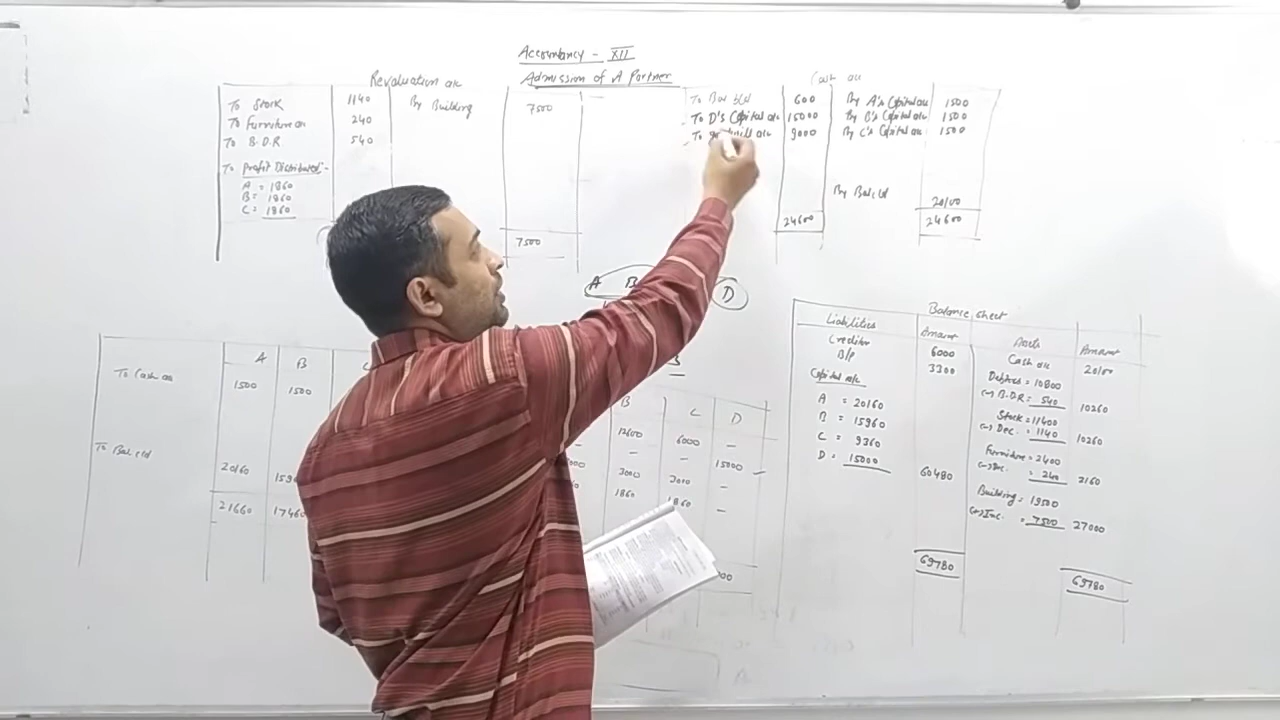 Accountancy - XII
Admission of A Partner
Revaluation a/c
To Stock 1140 By Building 7500
To Furniture a/c 240
To B.D.R 540
To Profit Distributed:-
A = 1860
B = 1860
C = 1860
7500
Cash a/c
To Bal b/d 600 By A's Capital a/c 1500
To D's Capital a/c 15000 By B's Capital a/c 1500
9000 By C's Capital a/c 1500
By Bal c/d 20100
24600 24600
A B D
A B
To Cash a/c 1500 1500
To Bal c/d 20160
21660 17460
B C D
12600 6000 -
- - 15000
3000 3000 -
1860 -
Balance sheet
Liabilities Amount Assets Amount
Creditor 6000 Cash a/c 20100
B/P 3300 Debtors = 10800
Capital a/c (-) B.D.R = 540 10260
A = 20160 Stock = 11400
B = 15960 (-) Dec. = 1140 10260
C = 9360 Furniture = 2400
D = 15000 60480 (-) Dec. = 240 2160
Building = 19500
(+) Inc. = 7500 27000
69780 69780